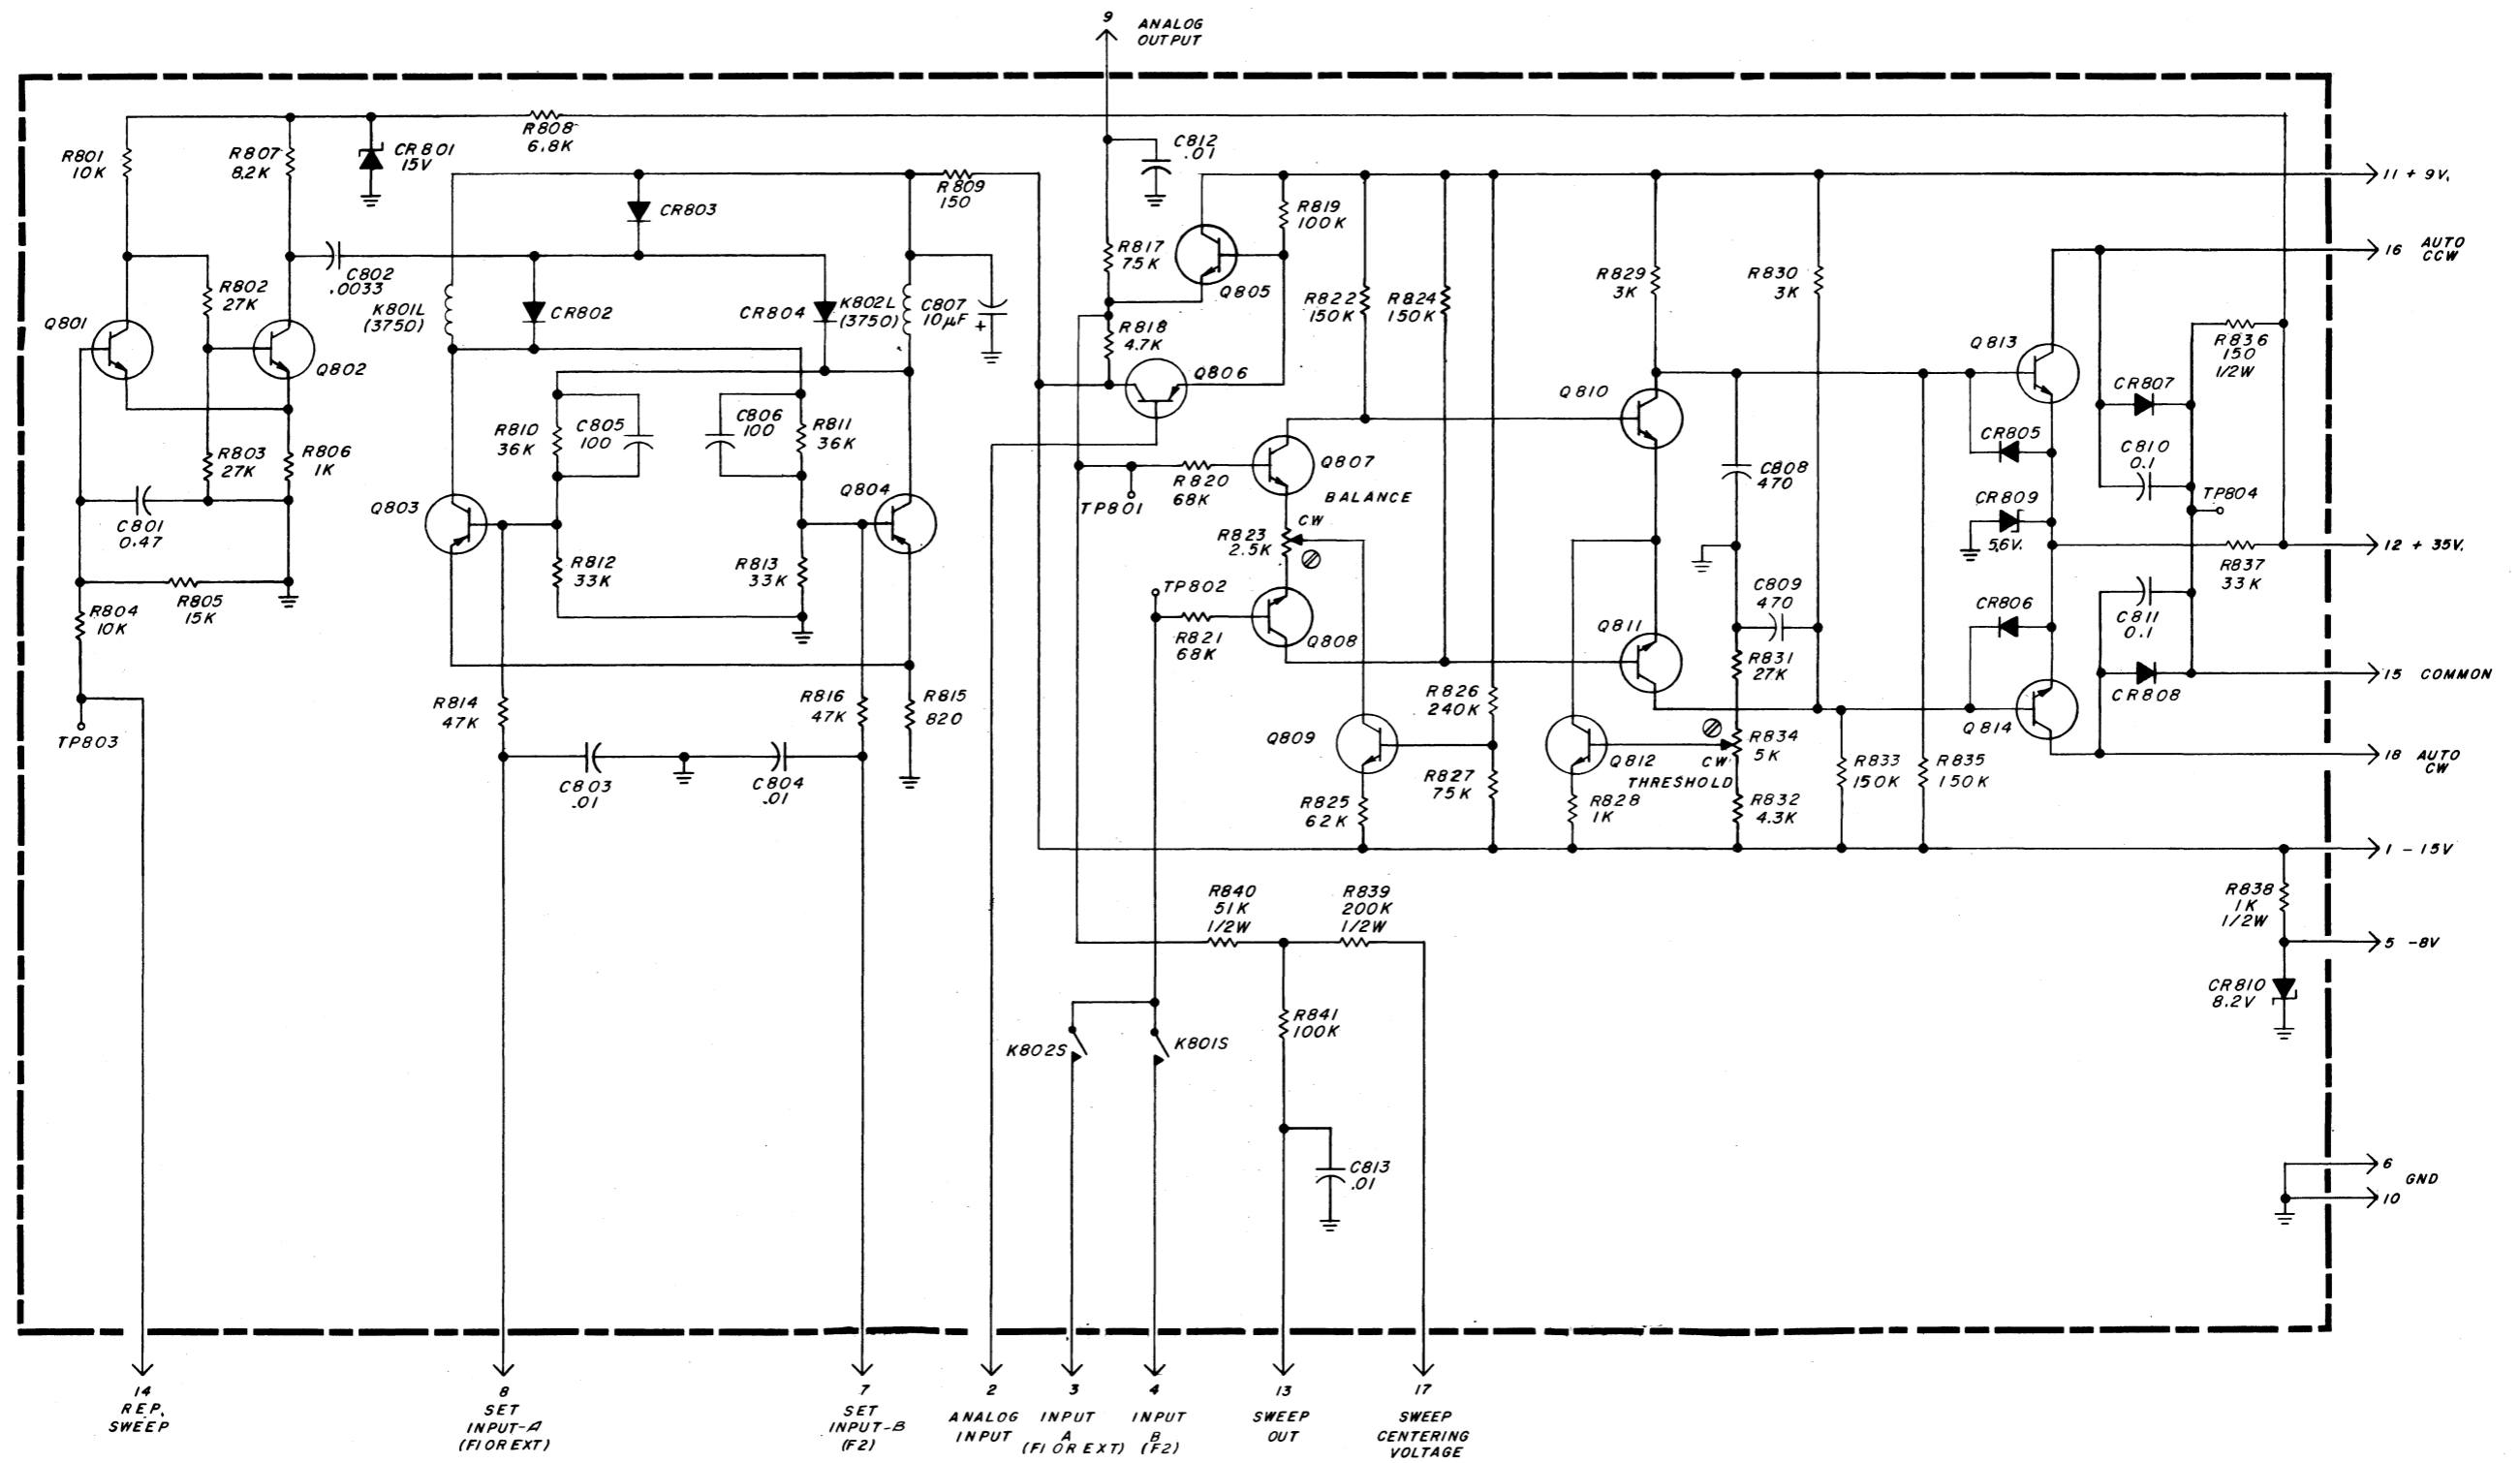 9 ANALOG
OUTPUT
R801
10K
R807
8.2K
CR801
15V
R808
6.8K
C812
.01
11 + 9V.
R809
150
CR803
R819
100K
R817
75K
Q805
R802
27K
C802
.0033
K801L
(3750)
CR802
CR804
K802L
(3750)
C807
10µF
+
R818
4.7K
R822
150K
R824
150K
R829
3K
R830
3K
16 AUTO
CCW
Q801
Q802
Q806
Q813
R836
150
1/2W
CR807
Q810
R803
27K
R806
1K
R810
36K
C805
100
C806
100
R811
36K
CR805
C810
0.1
Q807
BALANCE
R820
68K
TP801
C808
470
TP804
C801
0.47
Q803
Q804
CW
R823
2.5K
CR809
5.6V.
12 + 35V.
R837
33K
R812
33K
R813
33K
TP802
C809
470
C811
0.1
R804
10K
R805
15K
R821
68K
Q808
Q811
CR806
R831
27K
15 COMMON
CR808
R814
47K
R816
47K
R815
820
R826
240K
TP803
Q809
Q812
CW
R834
5K
THRESHOLD
Q814
18 AUTO
CW
C803
.01
C804
.01
R827
75K
R825
62K
R828
1K
R832
4.3K
R833
150K
R835
150K
1 - 15V
R840
51K
1/2W
R839
200K
1/2W
R838
1K
1/2W
5 -8V
CR810
8.2V
K802S
K801S
R841
100K
C813
.01
6
GND
10
14
REP.
SWEEP
8
SET
INPUT-A
(F1 OR EXT)
7
SET
INPUT-B
(F2)
2
ANALOG
INPUT
3
INPUT
A
(F1 OR EXT)
4
INPUT
B
(F2)
13
SWEEP
OUT
17
SWEEP
CENTERING
VOLTAGE